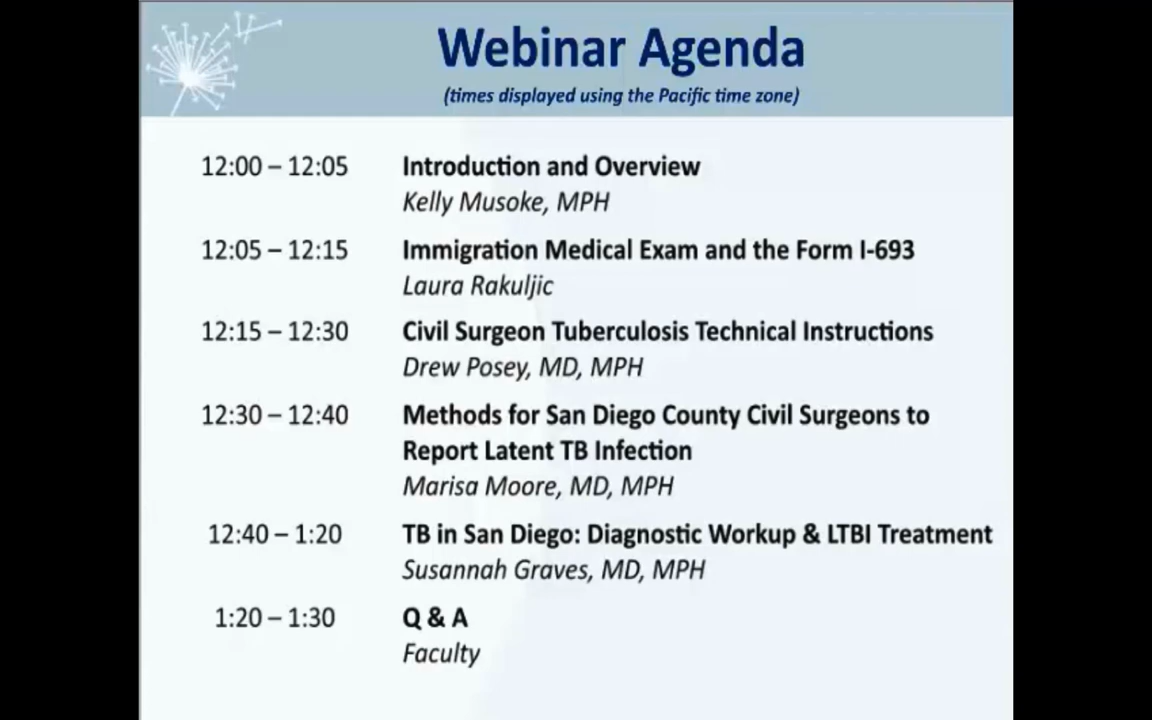 Webinar Agenda
(times displayed using the Pacific time zone)
12:00 – 12:05 Introduction and Overview
Kelly Musoke, MPH
12:05 – 12:15 Immigration Medical Exam and the Form I-693
Laura Rakuljic
12:15 – 12:30 Civil Surgeon Tuberculosis Technical Instructions
Drew Posey, MD, MPH
12:30 – 12:40 Methods for San Diego County Civil Surgeons to
Report Latent TB Infection
Marisa Moore, MD, MPH
12:40 – 1:20 TB in San Diego: Diagnostic Workup & LTBI Treatment
Susannah Graves, MD, MPH
1:20 – 1:30 Q & A
Faculty